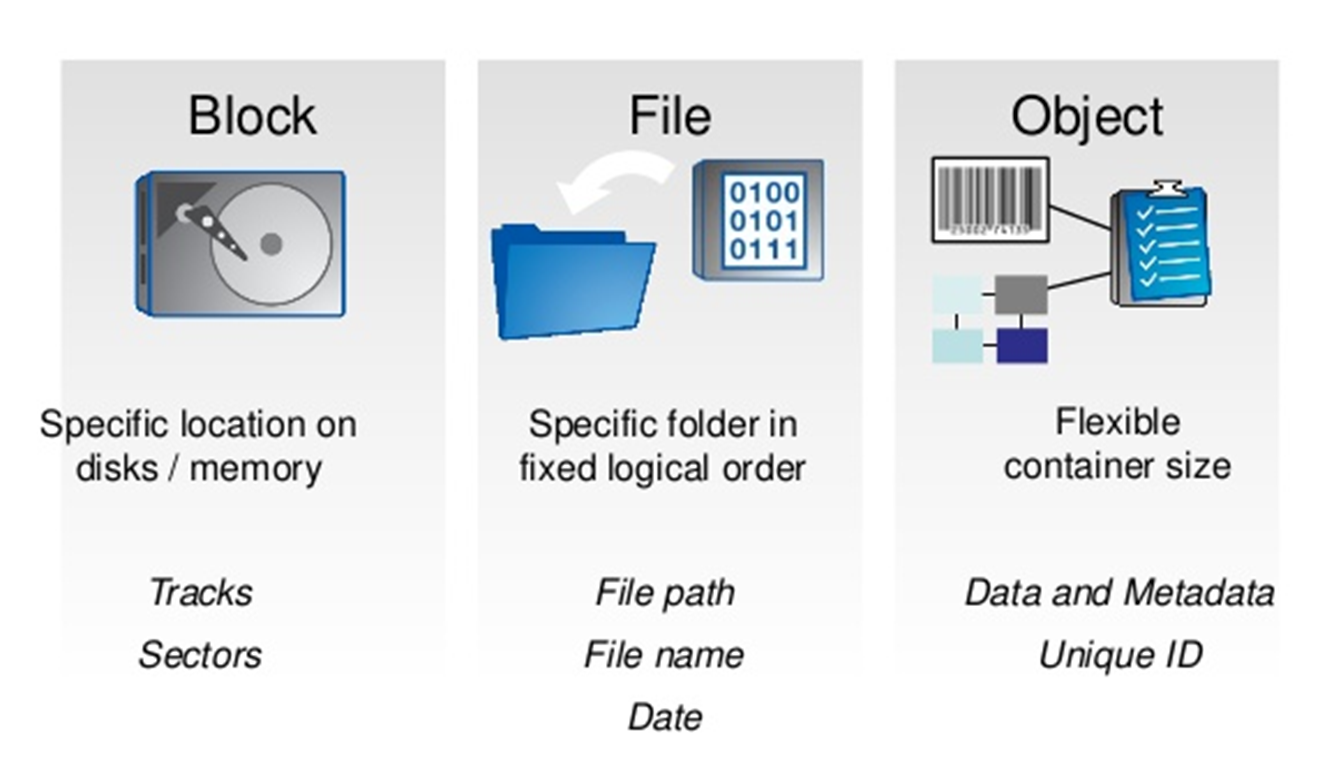 Block
Specific location on
disks / memory
Tracks
Sectors
File
0100
0101
0111
Specific folder in
fixed logical order
File path
File name
Date
Object
Flexible
container size
Data and Metadata
Unique ID